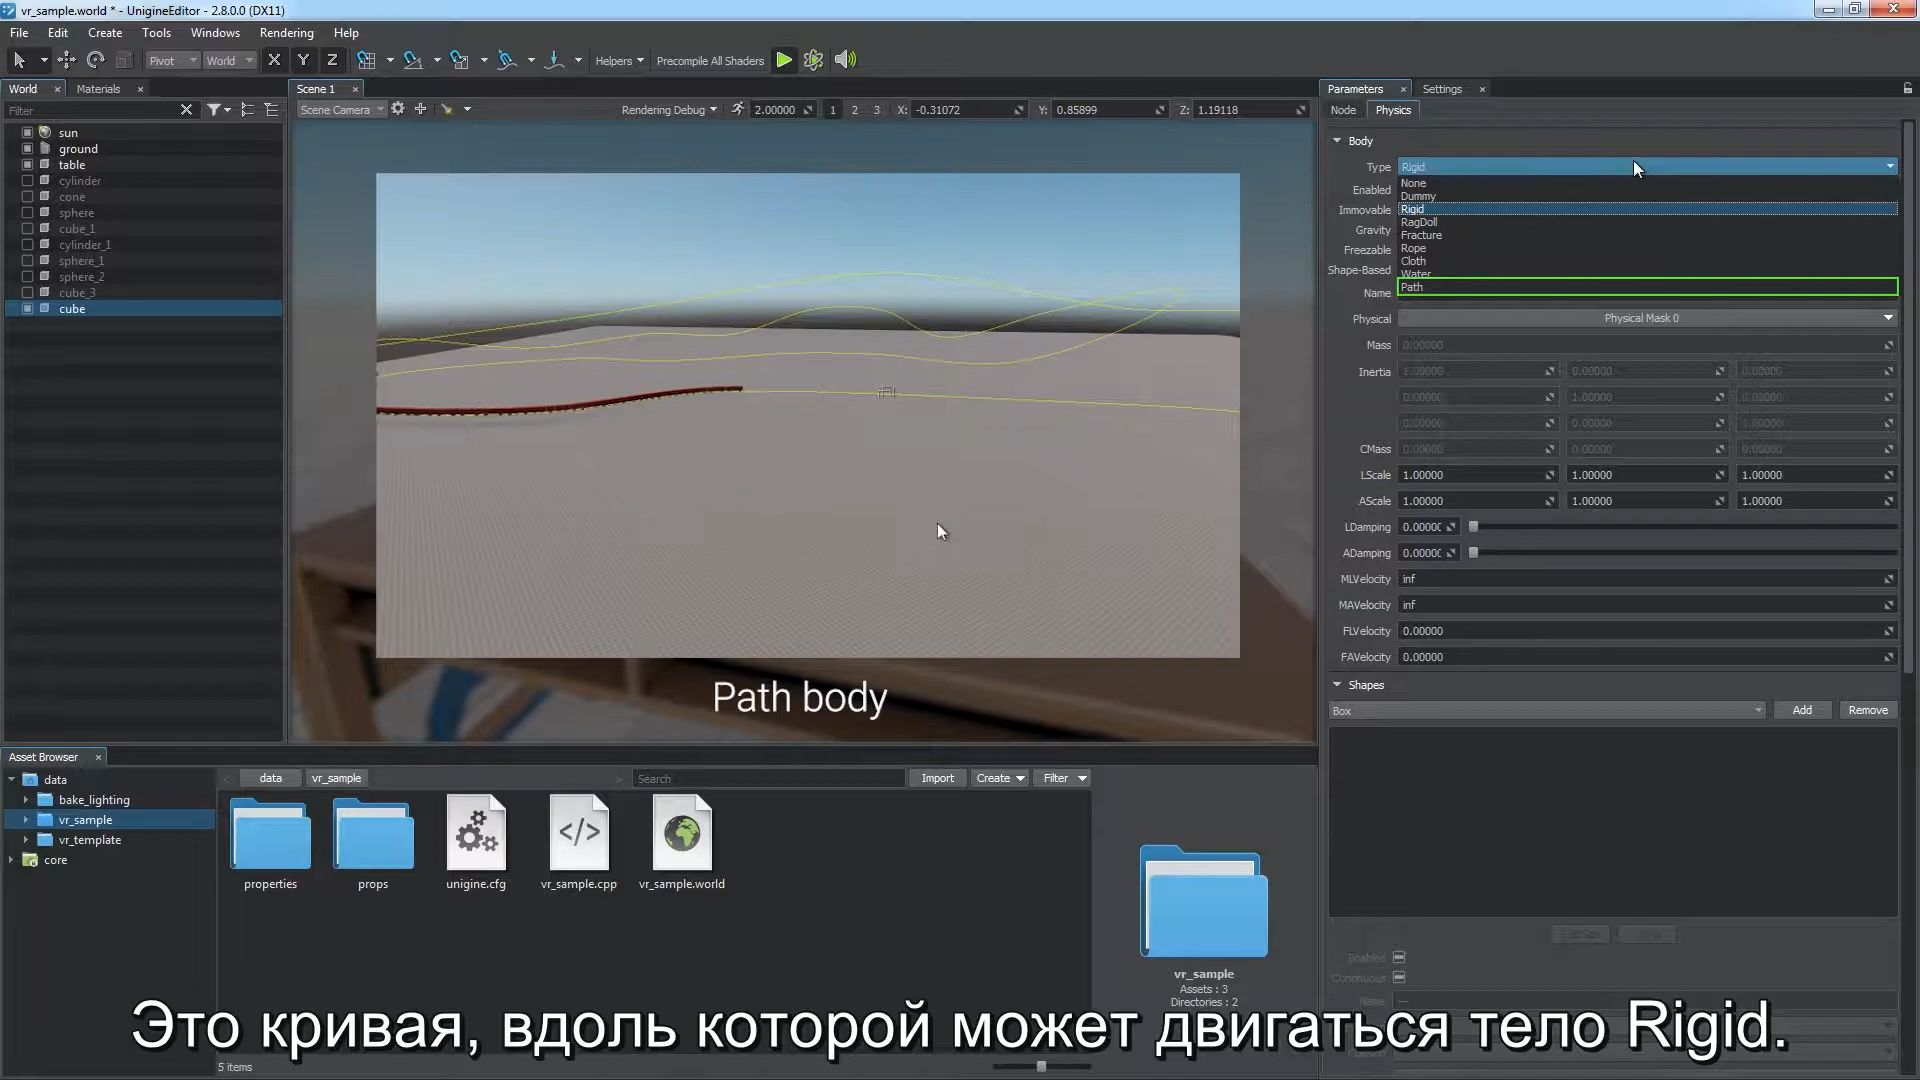 vr_sample.world * - UnigineEditor - 2.8.0.0 (DX11)
File Edit Create Tools Windows Rendering Help
Pivot World X Y Z Helpers Precompile All Shaders
World Materials
Filter
sun
ground
table
cylinder
cone
sphere
cube_1
cylinder_1
sphere_1
sphere_2
cube_3
cube
Scene 1
Scene Camera Rendering Debug 2.00000 1 2 3 X: -0.31072 Y: 0.85899 Z: 1.19118
Path body
Parameters Settings
Node Physics
Body
Type Rigid
None
Enabled Dummy
Immovable Rigid
RagDoll
Gravity Fracture
Freezable Rope
Cloth
Shape-Based Water
Name Path
Physical Physical Mask 0
Mass 0.00000
Inertia 1.00000 0.00000 0.00000
0.00000 1.00000 0.00000
0.00000 0.00000
CMass 0.00000 0.00000 0.00000
LScale 1.00000 1.00000 1.00000
AScale 1.00000 1.00000 1.00000
LDamping 0.0000
ADamping 0.0000
MLVelocity inf
MAVelocity inf
FLVelocity 0.00000
FAVelocity 0.00000
Shapes
Box Add Remove
Enabled
Continuous
Name
Asset Browser
data
bake_lighting
vr_sample
vr_template
core
data vr_sample Search Import Create Filter
properties
props
unigine.cfg
vr_sample.cpp
vr_sample.world
vr_sample
Assets : 3
Directories : 2
Это кривая, вдоль которой может двигаться тело Rigid.
5 items